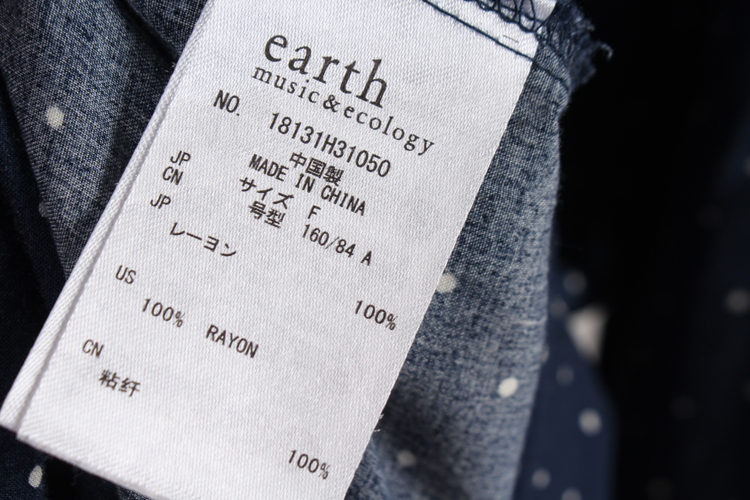 earth
music&ecology
NO. 18131H31050
中国製
MADE IN CHINA
JP サイズ F
CN 号型 160/84 A
JP
レーヨン 100%
US
100% RAYON
CN
粘纤 100%